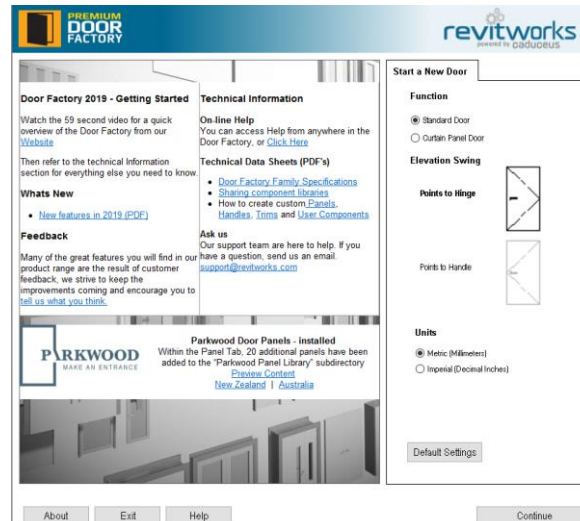 PREMIUM
DOOR
FACTORY
revitworks
powered by paduoeus
Door Factory 2019 - Getting Started
Watch the 59 second video for a quick
overview of the Door Factory from our
Website
Then refer to the technical Information
section for everything else you need to know.
Whats New
• New features in 2019 (PDF)
Feedback
Many of the great features you will find in our
product range are the result of customer
feedback, we strive to keep the
improvements coming and encourage you to
tell us what you think.
Technical Information
On-line Help
You can access Help from anywhere in the
Door Factory, or Click Here
Technical Data Sheets (PDF's)
• Door Factory Family Specifications
• Sharing component libraries
• How to create custom Panels,
Handles, Trims and User Components
Ask us
Our support team are here to help. If you
have a question, send us an email.
support@revitworks.com
PARKWOOD
MAKE AN ENTRANCE
Parkwood Door Panels - installed
Within the Panel Tab, 20 additional panels have been
added to the "Parkwood Panel Library" subdirectory
Preview Content
New Zealand | Australia
Start a New Door
Function
Standard Door
Curtain Panel Door
Elevation Swing
Points to Hinge
Points to Handle
Units
Metric (Millimeters)
Imperial (Decimal Inches)
Default Settings
About
Exit
Help
Continue